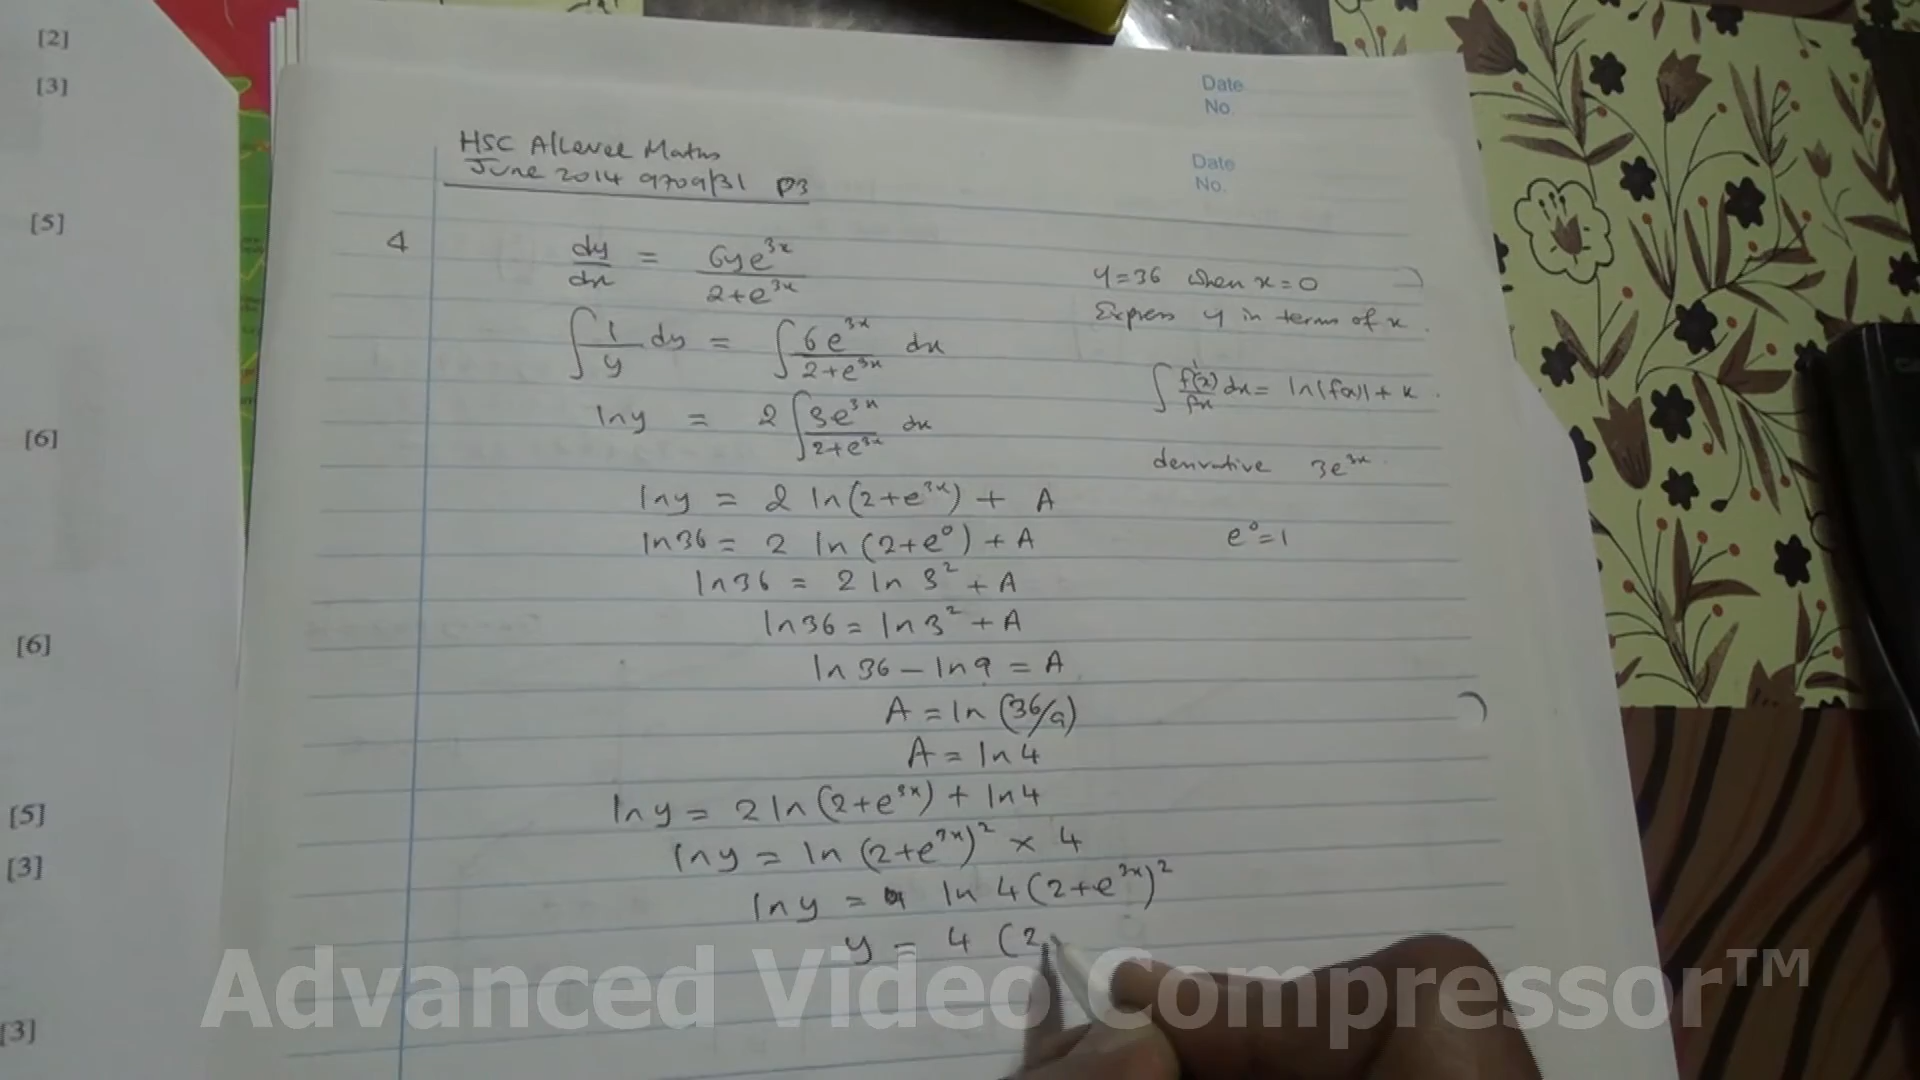 [2]
[3]
[5]
[6]
[6]
[5]
[3]
[3]
Date
No.
Date
No.
HSC A/Level Maths
June 2014 9709/31 P3
4
dy/dx = 6ye^3x / 2+e^3x
y=36 when x=0
Express y in terms of x.
∫ 1/y dy = ∫ 6e^3x / 2+e^3x dx
∫ f'(x)/fx dx = ln|f(x)| + k.
ln y = 2 ∫ 3e^3x / 2+e^3x dx
derivative 3e^3x
ln y = 2 ln(2+e^3x) + A
ln 36 = 2 ln (2+e^0) + A
e^0=1
ln 36 = 2 ln 3^2 + A
ln 36 = ln 3^2 + A
ln 36 – ln 9 = A
A = ln (36/9)
A = ln 4
ln y = 2 ln (2+e^3x) + ln 4
ln y = ln (2+e^3x)^2 × 4
ln y = ln 4(2+e^3x)^2
y = 4 (2
Advanced Video Compressor™